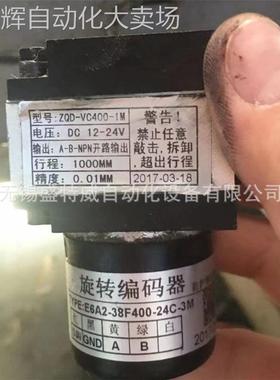 辉自动化大卖场
型号: ZQD-VC400-1M
电压: DC 12-24V
输出: A-B-NPN开路输出
行程: 1000MM
精度: 0.01MM
警告!
禁止任意
敲击,拆卸
,超出行径
2017-03-18
无锡盛特威自动化设备有限公司
旋转编码器
TYPE:E6A2-38F400-24C-3M
黑 黄 绿 白
GND A B